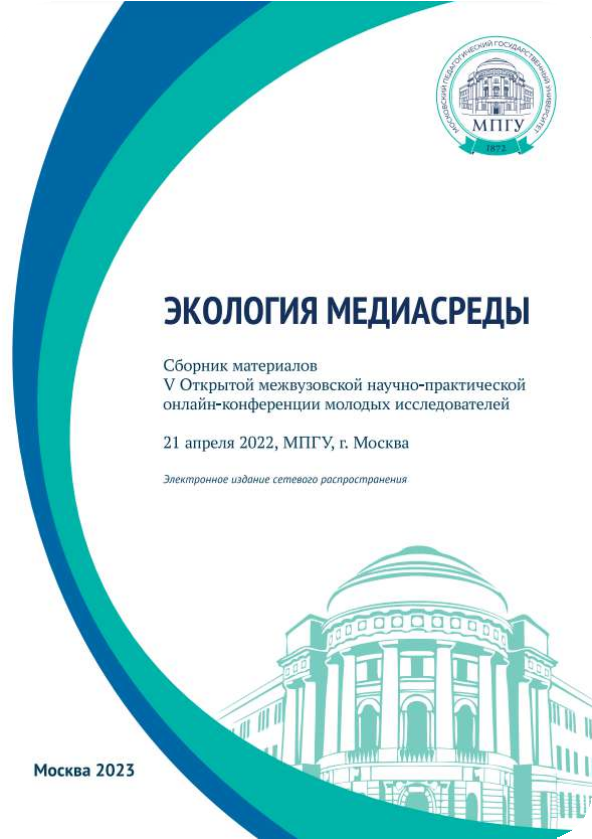 МОСКОВСКИЙ ПЕДАГОГИЧЕСКИЙ ГОСУДАРСТВЕННЫЙ УНИВЕРСИТЕТ
МПГУ
1872
ЭКОЛОГИЯ МЕДИАСРЕДЫ
Сборник материалов
V Открытой межвузовской научно-практической
онлайн-конференции молодых исследователей
21 апреля 2022, МПГУ, г. Москва
Электронное издание сетевого распространения
Москва 2023